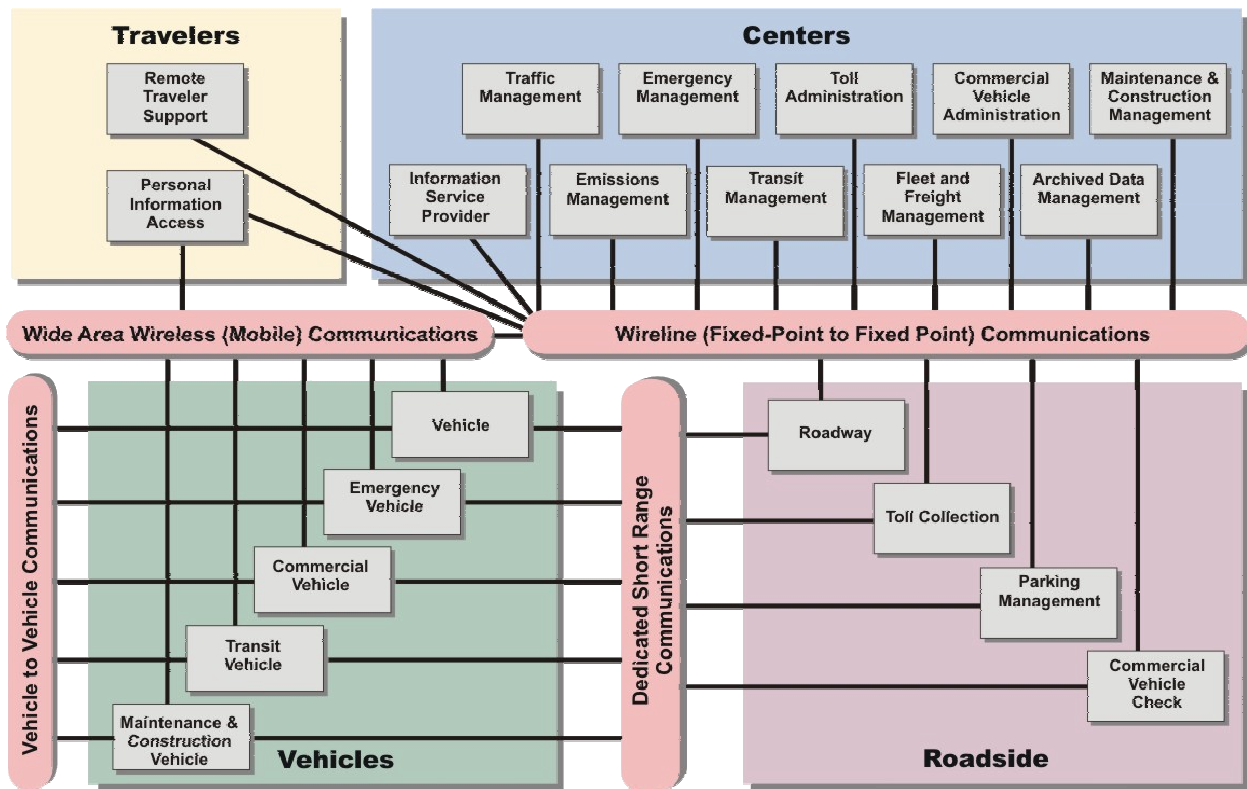 Travelers
Remote
Traveler
Support
Personal
Information
Access
Centers
Traffic
Management
Emergency
Management
Toll
Administration
Commercial
Vehicle
Administration
Maintenance &
Construction
Management
Information
Service
Provider
Emissions
Management
Transit
Management
Fleet and
Freight
Management
Archived Data
Management
Wide Area Wireless (Mobile) Communications
Wireline (Fixed-Point to Fixed Point) Communications
Vehicle to Vehicle Communications
Vehicle
Emergency
Vehicle
Commercial
Vehicle
Transit
Vehicle
Maintenance &
Construction
Vehicle
Vehicles
Dedicated Short Range
Communications
Roadway
Toll Collection
Parking
Management
Commercial
Vehicle
Check
Roadside